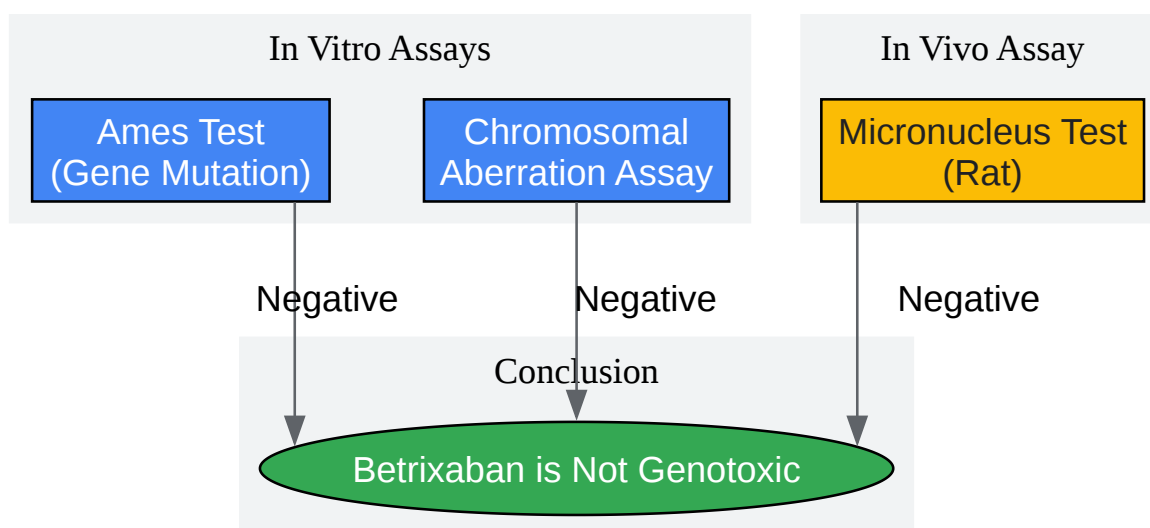 In Vitro Assays
In Vivo Assay
Ames Test
(Gene Mutation)
Chromosomal
Aberration Assay
Micronucleus Test
(Rat)
Negative
Negative
Negative
Conclusion
Betrixaban is Not Genotoxic